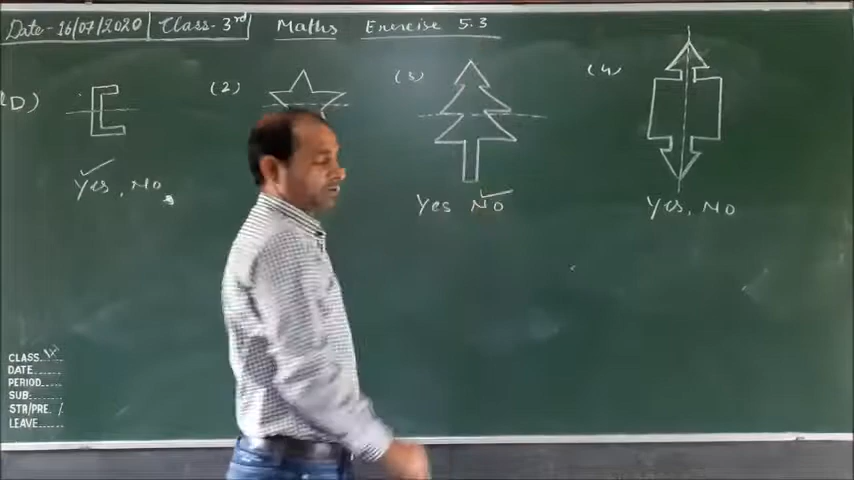 Date-16/07/2020 Class-3rd Maths Exercise 5.3
(1) (2) (3) (4)
Yes, No Yes No Yes, No
CLASS......
DATE......
PERIOD......
SUB......
STR/PRE. /
LEAVE......